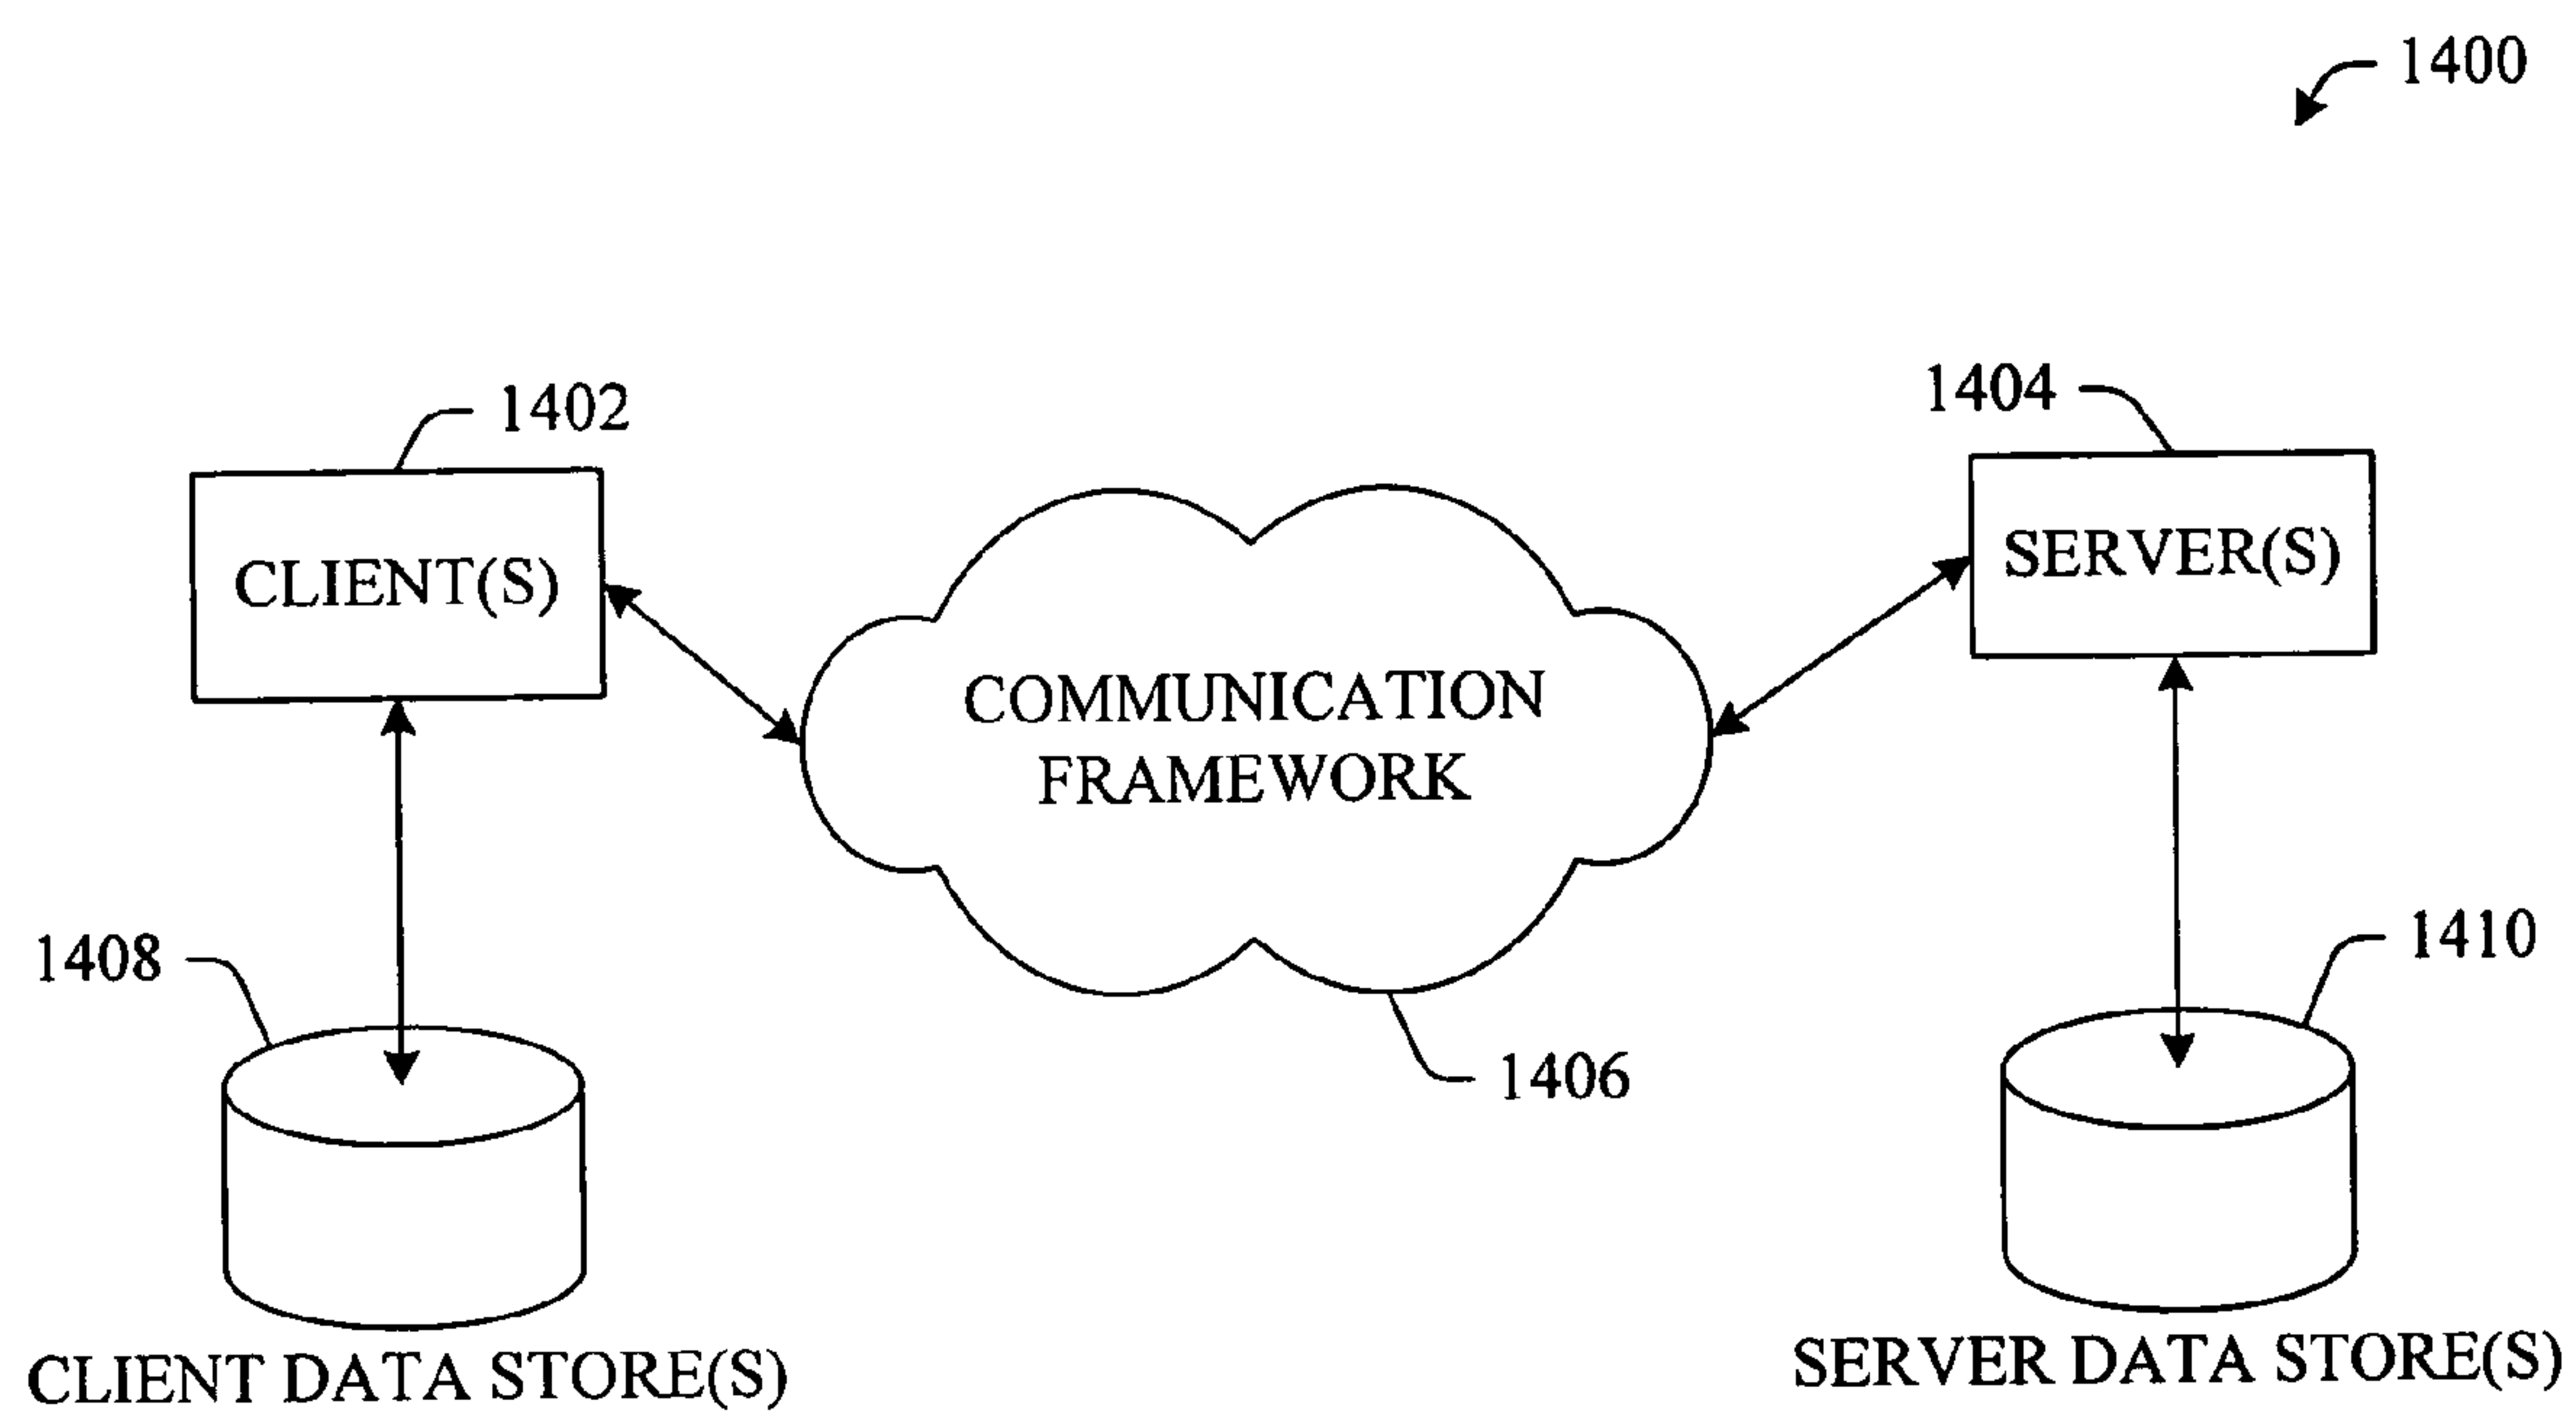 1400
1402
1404
CLIENT(S)
SERVER(S)
COMMUNICATION
FRAMEWORK
1408
1410
1406
CLIENT DATA STORE(S)
SERVER DATA STORE(S)